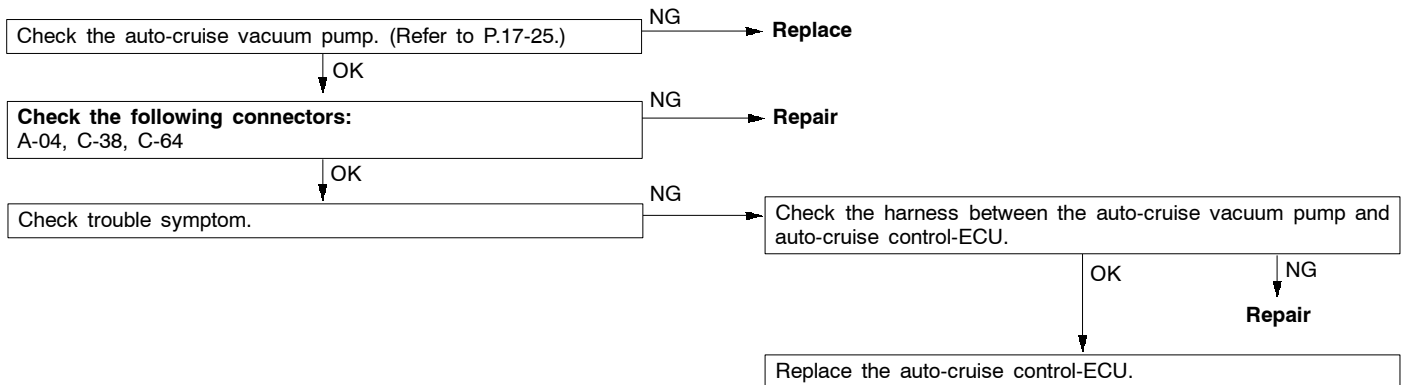 Check the auto-cruise vacuum pump. (Refer to P.17-25.)
NG
Replace
OK
Check the following connectors:
A-04, C-38, C-64
NG
Repair
OK
Check trouble symptom.
NG
Check the harness between the auto-cruise vacuum pump and
auto-cruise control-ECU.
OK
NG
Repair
Replace the auto-cruise control-ECU.